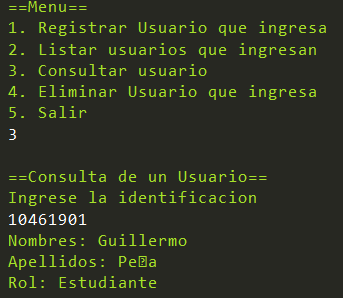 ==Menu==
1. Registrar Usuario que ingresa
2. Listar usuarios que ingresan
3. Consultar usuario
4. Eliminar Usuario que ingresa
5. Salir
3
==Consulta de un Usuario==
Ingrese la identificacion
10461901
Nombres: Guillermo
Apellidos: Pe�a
Rol: Estudiante